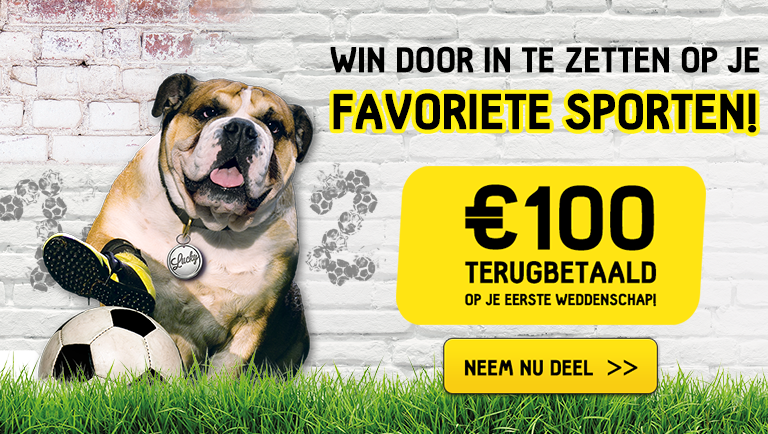 WIN DOOR IN TE ZETTEN OP JE
FAVORIETE SPORTEN!
€100
TERUGBETAALD
OP JE EERSTE WEDDENSCHAP!
NEEM NU DEEL >>
Lucky
2